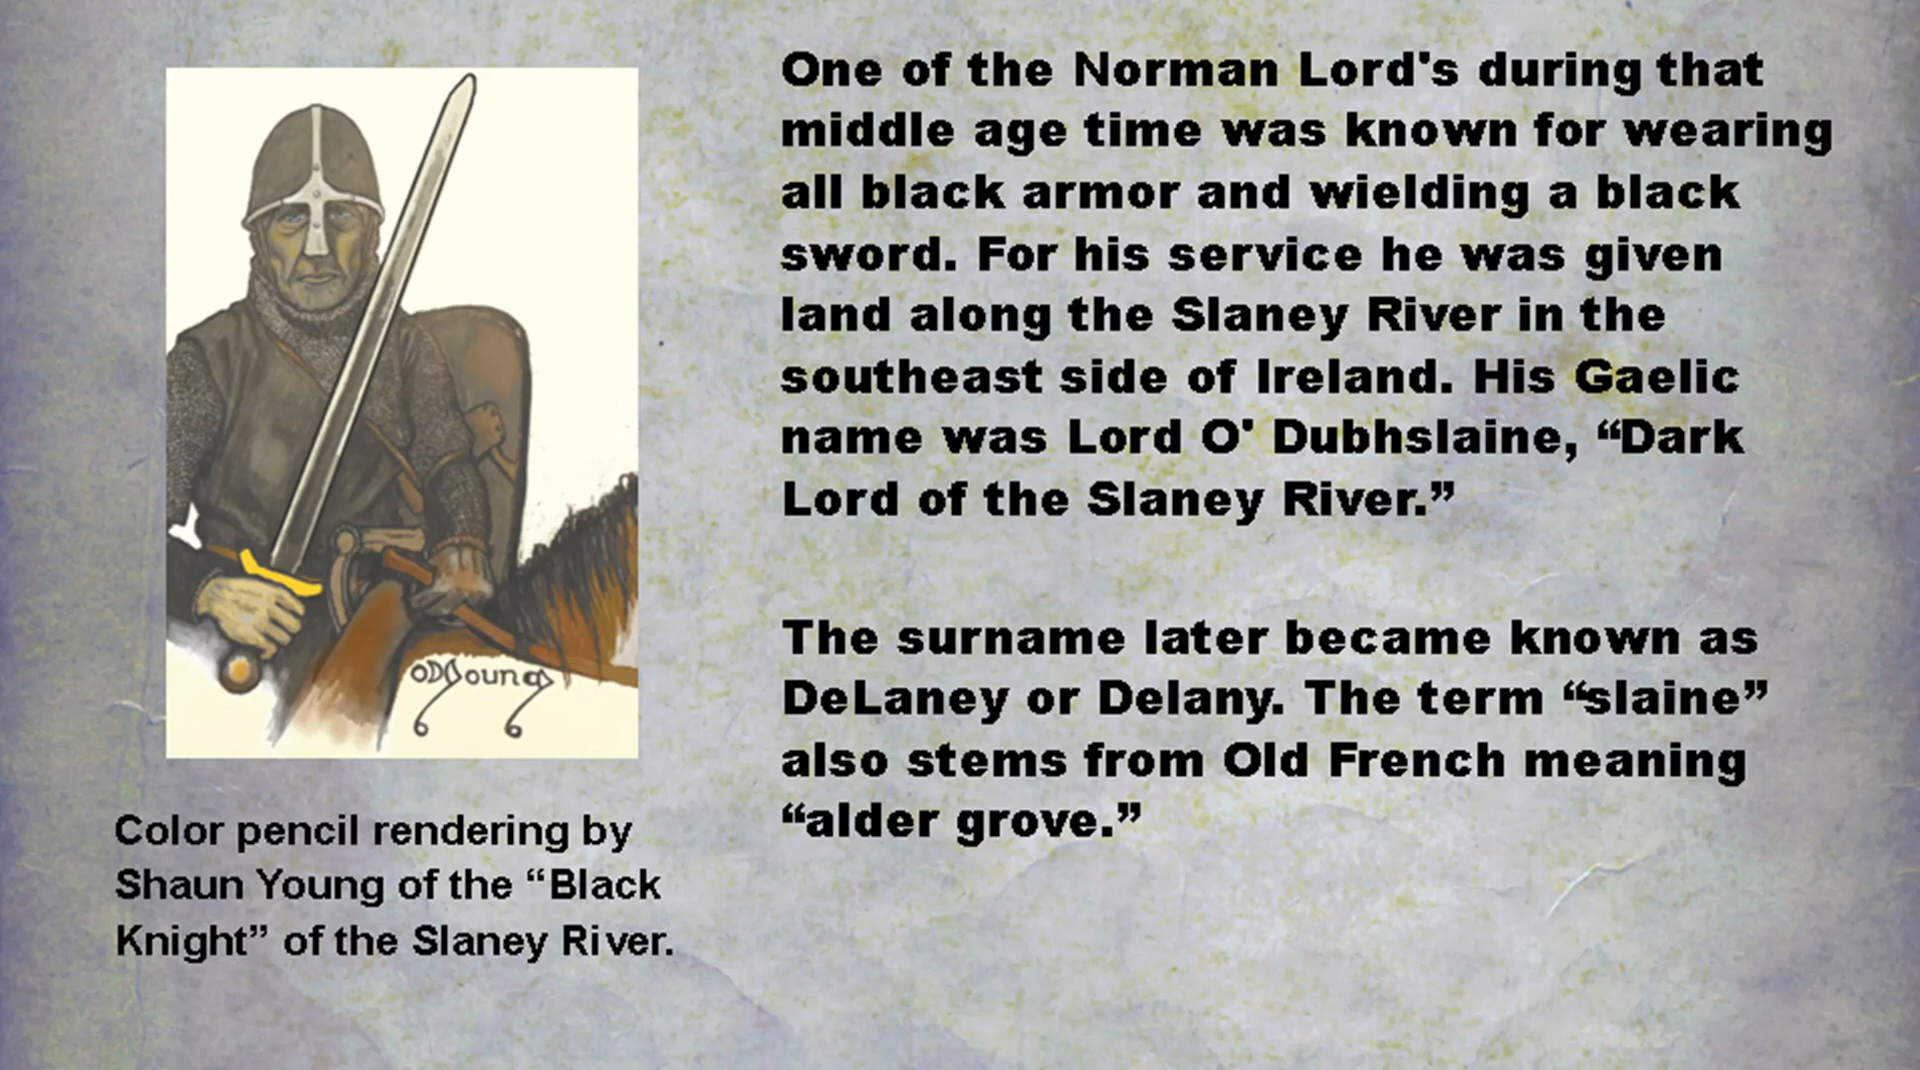 One of the Norman Lord's during that
middle age time was known for wearing
all black armor and wielding a black
sword. For his service he was given
land along the Slaney River in the
southeast side of Ireland. His Gaelic
name was Lord O' Dubhslaine, “Dark
Lord of the Slaney River.”
The surname later became known as
DeLaney or Delany. The term “slaine”
also stems from Old French meaning
“alder grove.”
Color pencil rendering by
Shaun Young of the “Black
Knight” of the Slaney River.